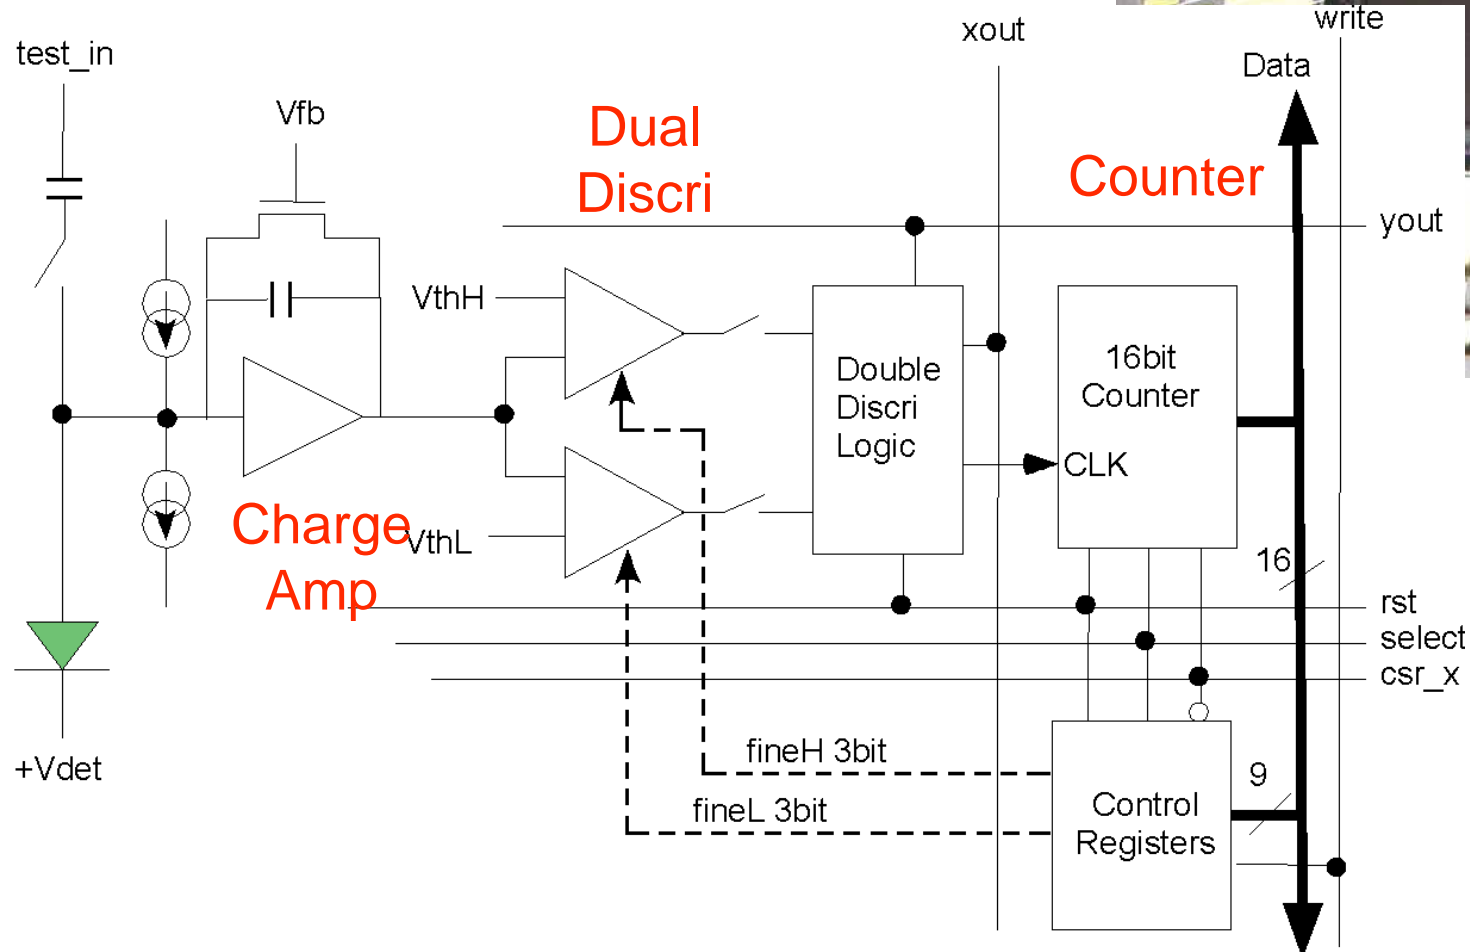 write
xout
test_in
Data
Vfb
Dual
Discri
Counter
yout
VthH
16bit
Counter
Double
Discri
Logic
CLK
Charge
Amp
VthL
16
rst
select
csr_x
fineH 3bit
+Vdet
9
fineL 3bit
Control
Registers